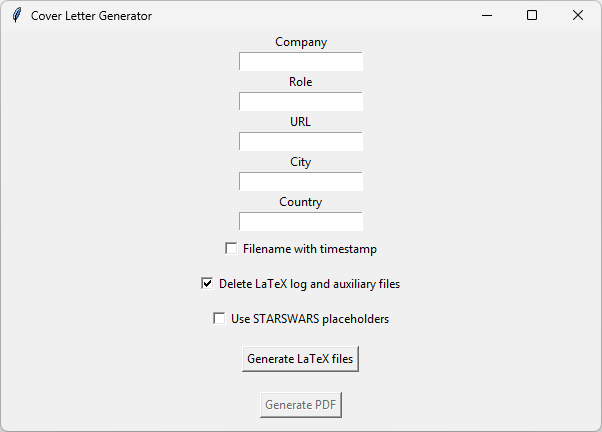 Cover Letter Generator
Company
Role
URL
City
Country
Filename with timestamp
Delete LaTeX log and auxiliary files
Use STARSWARS placeholders
Generate LaTeX files
Generate PDF